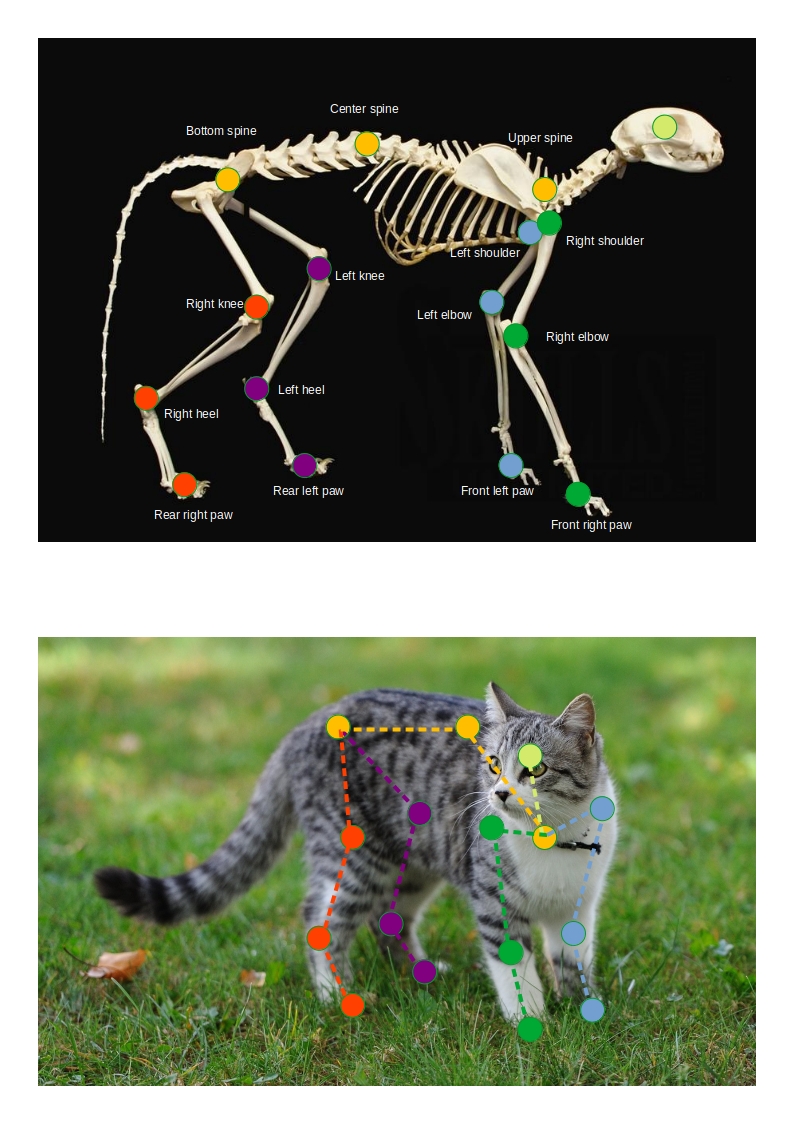 Center spine
Bottom spine
Upper spine
Left shoulder
Right shoulder
Left knee
Right knee
Left elbow
Right elbow
Left heel
Right heel
Rear left paw
Front left paw
Rear right paw
Front right paw
SKULLS